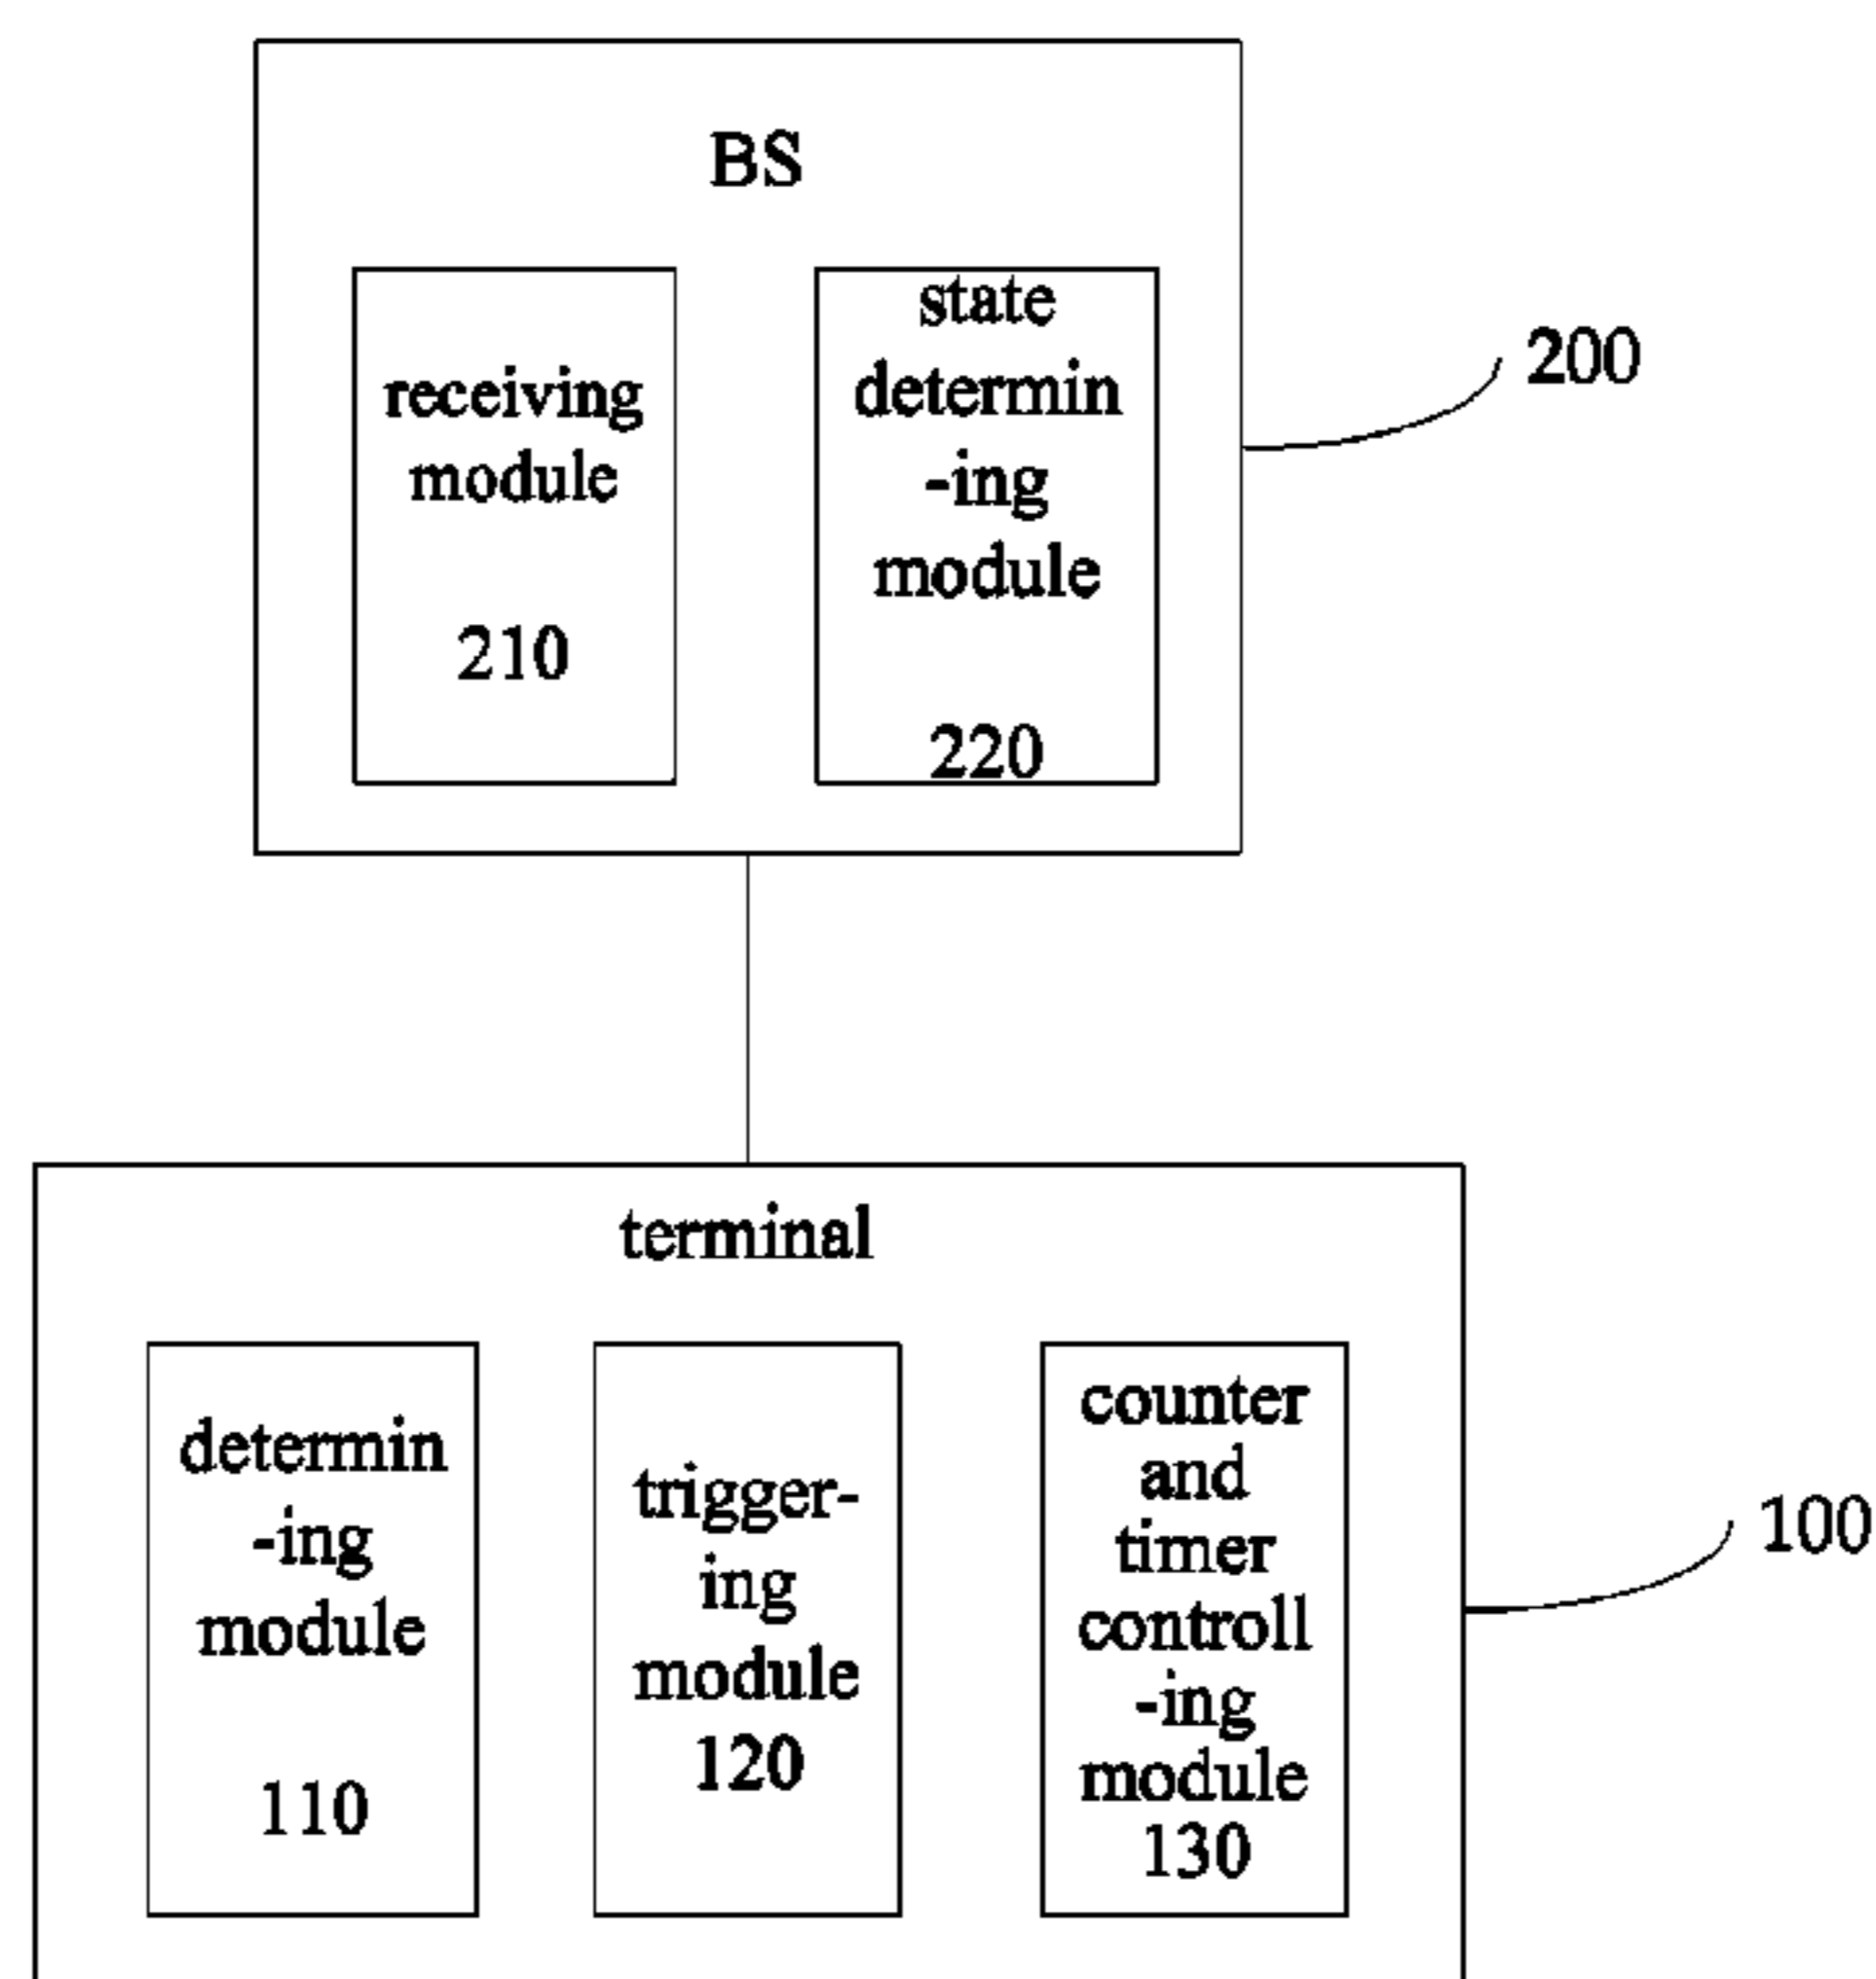 BS
receiving
module
210
state
determin
-ing
module
220
200
terminal
determin
-ing
module
110
trigger-
ing
module
120
counter
and
timer
controll
-ing
module
130
100